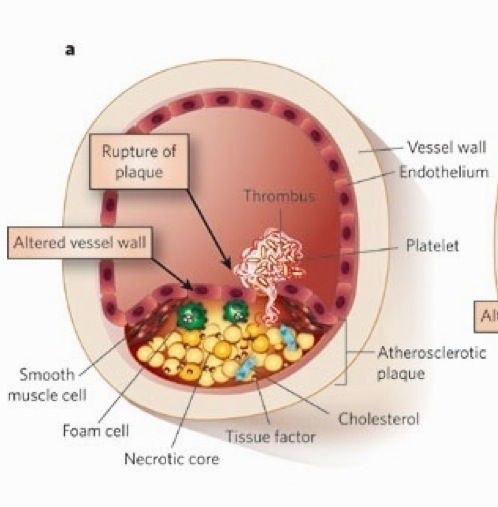 a
Rupture of
plaque
Vessel wall
Endothelium
Thrombus
Altered vessel wall
Platelet
Atherosclerotic
plaque
Smooth
muscle cell
Cholesterol
Foam cell
Tissue factor
Necrotic core